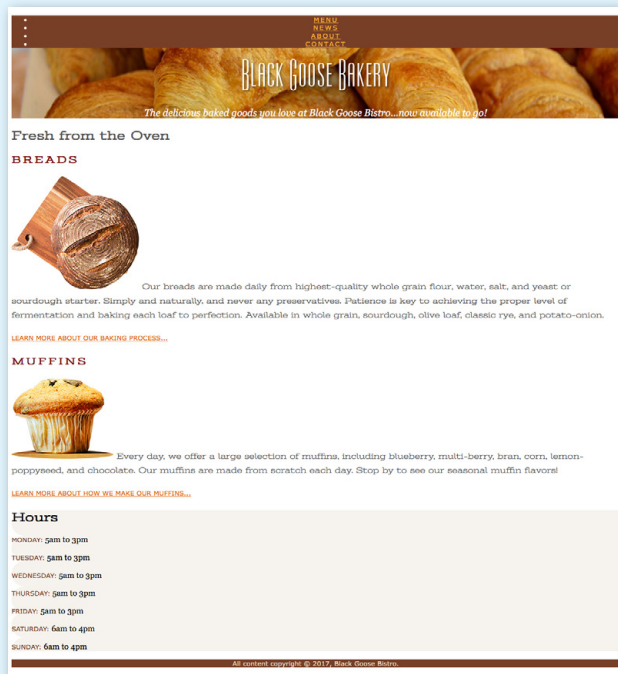 MENU
NEWS
ABOUT
CONTACT
BLACK GOOSE BAKERY
The delicious baked goods you love at Black Goose Bistro...now available to go!
Fresh from the Oven
BREADS
Our breads are made daily from highest-quality whole grain flour, water, salt, and yeast or
sourdough starter. Simply and naturally, and never any preservatives. Patience is key to achieving the proper level of
fermentation and baking each loaf to perfection. Available in whole grain, sourdough, olive loaf, classic rye, and potato-onion.
LEARN MORE ABOUT OUR BAKING PROCESS...
MUFFINS
Every day, we offer a large selection of muffins, including blueberry, multi-berry, bran, corn, lemon-
poppyseed, and chocolate. Our muffins are made from scratch each day. Stop by to see our seasonal muffin flavors!
LEARN MORE ABOUT HOW WE MAKE OUR MUFFINS...
Hours
MONDAY: 5am to 3pm
TUESDAY: 5am to 3pm
WEDNESDAY: 5am to 3pm
THURSDAY: 5am to 3pm
FRIDAY: 5am to 3pm
SATURDAY: 6am to 4pm
SUNDAY: 6am to 4pm
All content copyright © 2017, Black Goose Bistro.